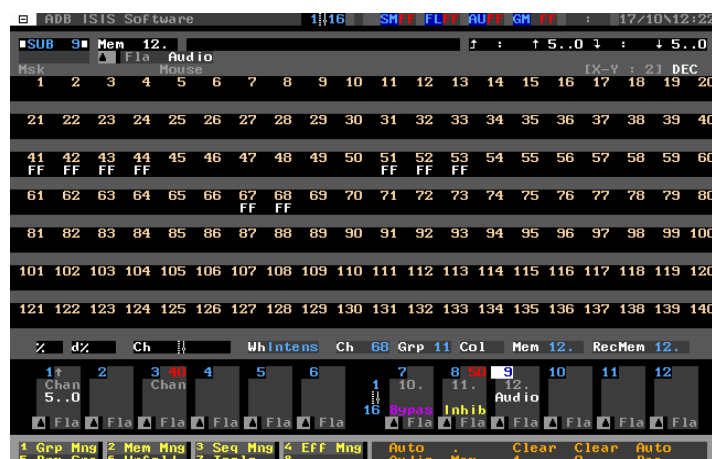 ADB ISIS Software 1 16 SMFF FLFF AUFF GM FF : 17/10\12:22
SUB 9 Mem 12. ↥ : ↑ 5..0 ↧ : ↓ 5..0
Fla Audio
Msk Mouse [X-Y : 2] DEC
1 2 3 4 5 6 7 8 9 10 11 12 13 14 15 16 17 18 19 20
21 22 23 24 25 26 27 28 29 30 31 32 33 34 35 36 37 38 39 40
41 42 43 44 45 46 47 48 49 50 51 52 53 54 55 56 57 58 59 60
FF FF FF FF FF FF FF
61 62 63 64 65 66 67 68 69 70 71 72 73 74 75 76 77 78 79 80
FF FF
81 82 83 84 85 86 87 88 89 90 91 92 93 94 95 96 97 98 99 100
101 102 103 104 105 106 107 108 109 110 111 112 113 114 115 116 117 118 119 120
121 122 123 124 125 126 127 128 129 130 131 132 133 134 135 136 137 138 139 140
% d% Ch WhIntens Ch 68 Grp 11 Col Mem 12. RecMem 12.
1↑ 2 3 40 4 5 6 7 8 50 9 10 11 12
Chan Chan 1 10. 11. 12.
5..0 Audio
16 Bypas Inhib
Fla Fla Fla Fla Fla Fla Fla Fla Fla Fla Fla Fla
1 Grp Mng 2 Mem Mng 3 Seq Mng 4 Eff Mng Auto . Clear Clear Auto